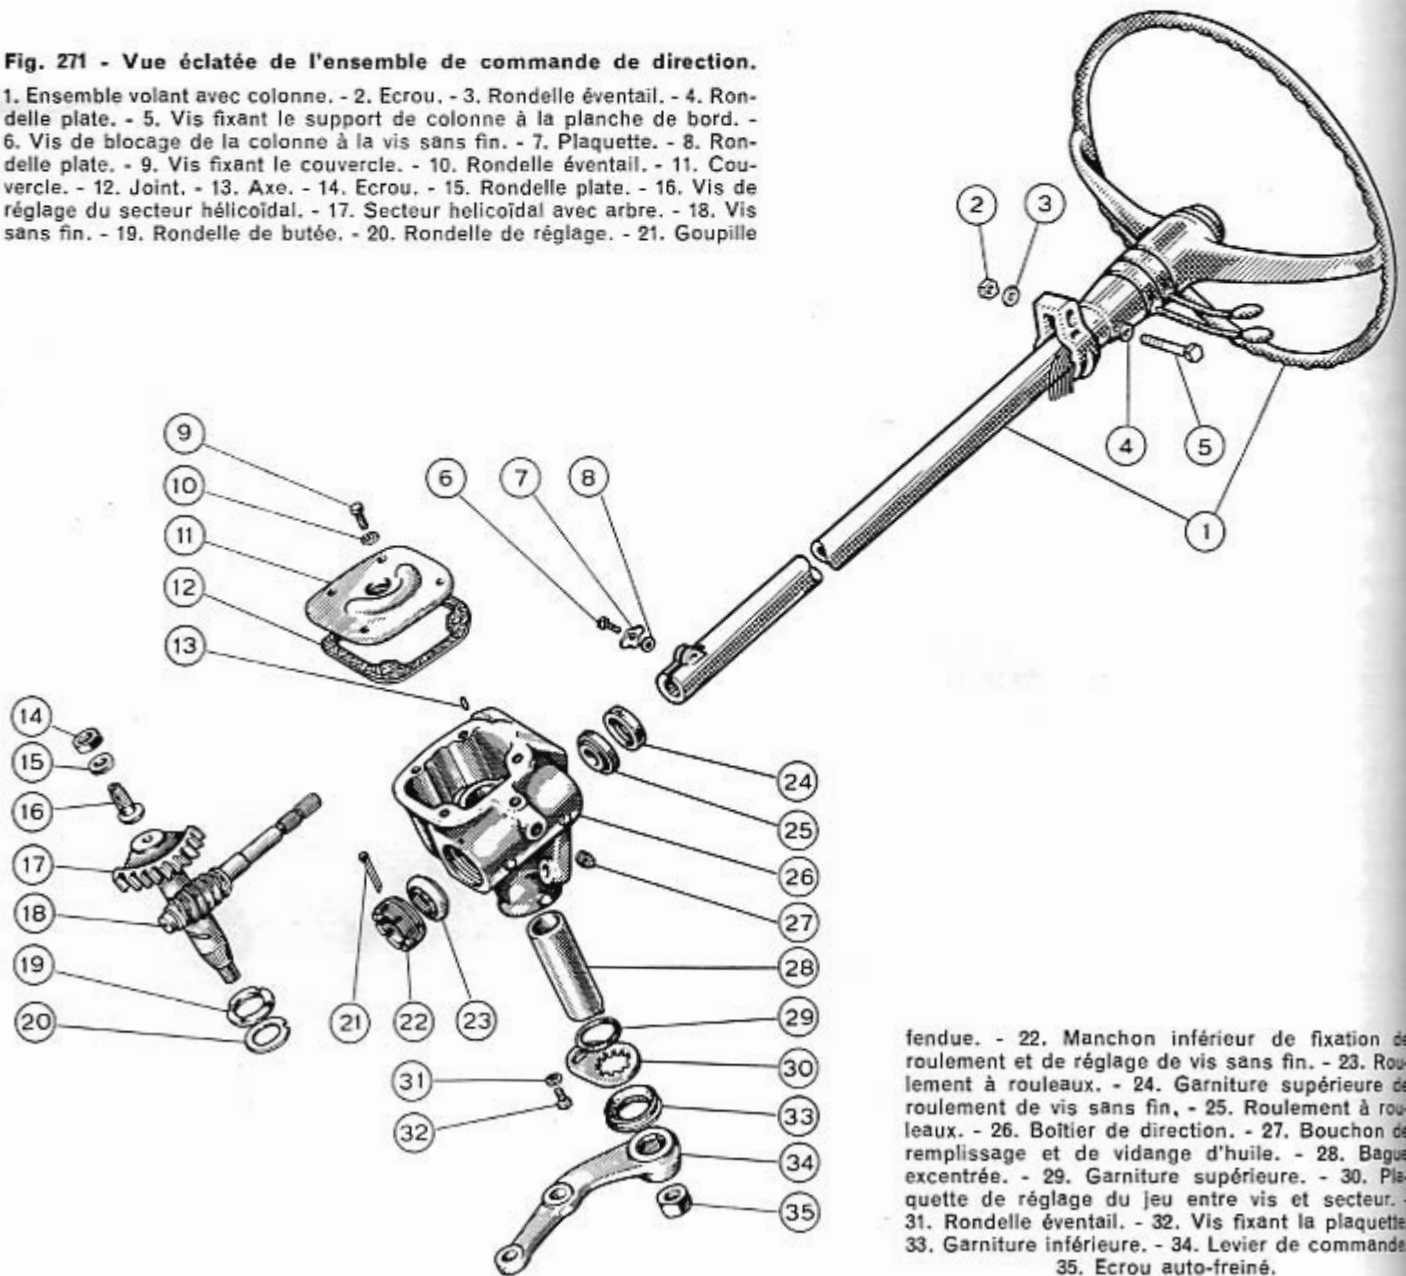 Fig. 271 - Vue éclatée de l'ensemble de commande de direction.
1. Ensemble volant avec colonne. - 2. Ecrou. - 3. Rondelle éventail. - 4. Ron-
delle plate. - 5. Vis fixant le support de colonne à la planche de bord. -
6. Vis de blocage de la colonne à la vis sans fin. - 7. Plaquette. - 8. Ron-
delle plate. - 9. Vis fixant le couvercle. - 10. Rondelle éventail. - 11. Cou-
vercle. - 12. Joint. - 13. Axe. - 14. Ecrou. - 15. Rondelle plate. - 16. Vis de
réglage du secteur hélicoïdal. - 17. Secteur helicoïdal avec arbre. - 18. Vis
sans fin. - 19. Rondelle de butée. - 20. Rondelle de réglage. - 21. Goupille
2 3
4 5
1
9
10
11
12
13
6 7 8
14
15
16
17
18
19
20
21 22 23
24
25
26
27
28
29
30
31
32
33
34
35
fendue. - 22. Manchon inférieur de fixation de
roulement et de réglage de vis sans fin. - 23. Rou-
lement à rouleaux. - 24. Garniture supérieure de
roulement de vis sans fin. - 25. Roulement à rou-
leaux. - 26. Boîtier de direction. - 27. Bouchon de
remplissage et de vidange d'huile. - 28. Bague
excentrée. - 29. Garniture supérieure. - 30. Pla-
quette de réglage du jeu entre vis et secteur. -
31. Rondelle éventail. - 32. Vis fixant la plaquette
33. Garniture inférieure. - 34. Levier de commande
35. Ecrou auto-freiné.